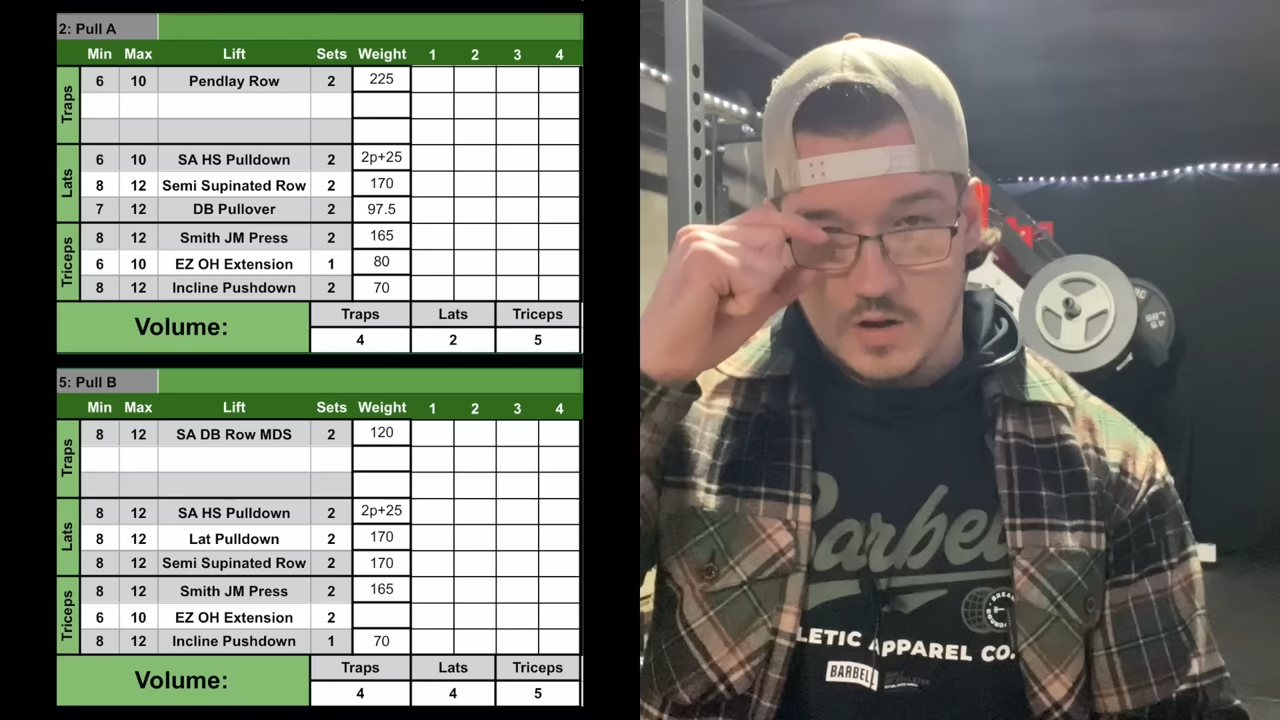 2: Pull A
Min Max Lift Sets Weight 1 2 3 4
Traps
6 10 Pendlay Row 2 225
Lats
6 10 SA HS Pulldown 2 2p+25
8 12 Semi Supinated Row 2 170
7 12 DB Pullover 2 97.5
Triceps
8 12 Smith JM Press 2 165
6 10 EZ OH Extension 1 80
8 12 Incline Pushdown 2 70
Volume:
Traps Lats Triceps
4 2 5
5: Pull B
Min Max Lift Sets Weight 1 2 3 4
Traps
8 12 SA DB Row MDS 2 120
Lats
8 12 SA HS Pulldown 2 2p+25
8 12 Lat Pulldown 2 170
8 12 Semi Supinated Row 2 170
Triceps
8 12 Smith JM Press 2 165
6 10 EZ OH Extension 2
8 12 Incline Pushdown 1 70
Volume:
Traps Lats Triceps
4 4 5
Barbel
LETIC APPAREL CO.
BARBELL